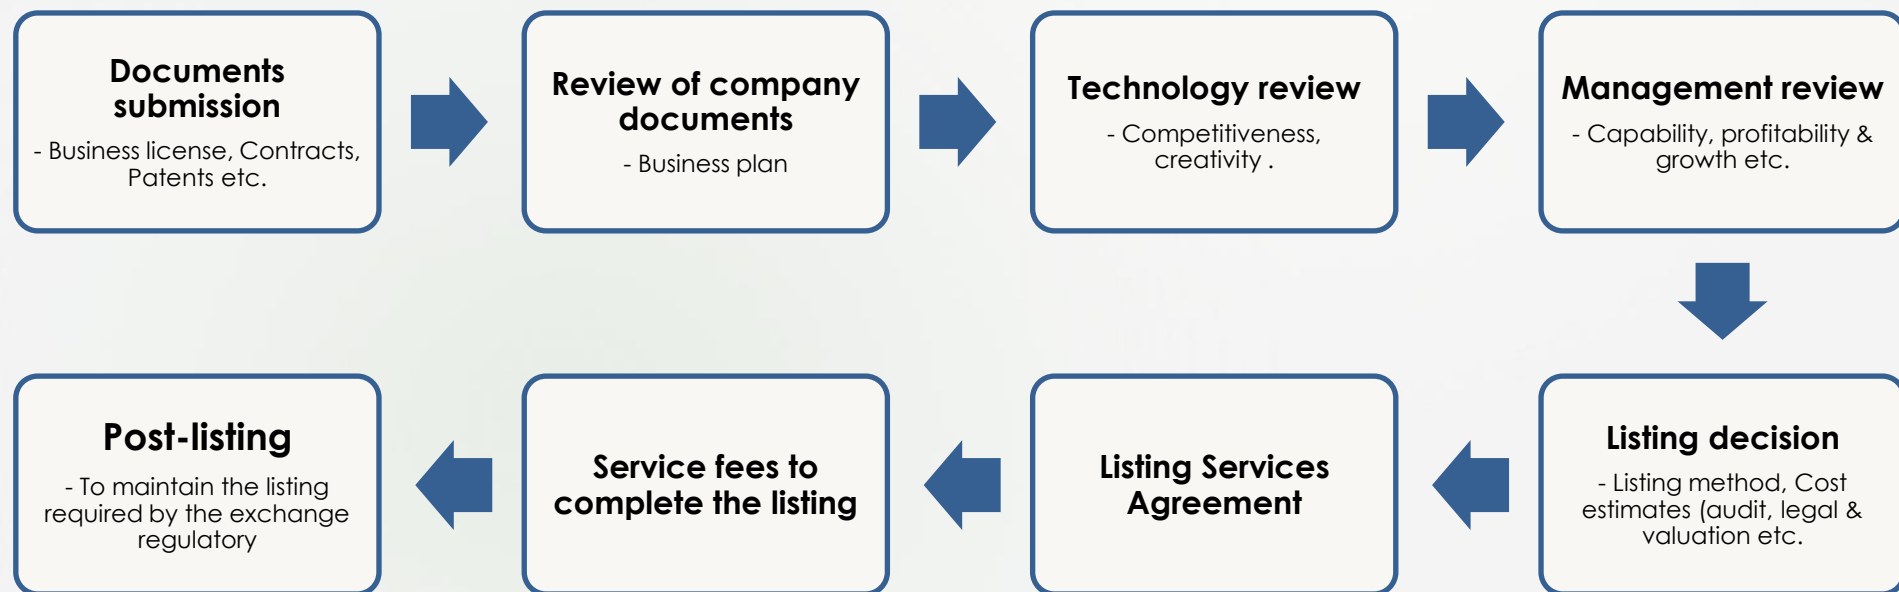 Documents
submission
- Business license, Contracts,
Patents etc.
Review of company
documents
- Business plan
Technology review
- Competitiveness,
creativity .
Management review
- Capability, profitability &
growth etc.
Listing decision
- Listing method, Cost
estimates (audit, legal &
valuation etc.
Listing Services
Agreement
Service fees to
complete the listing
Post-listing
- To maintain the listing
required by the exchange
regulatory